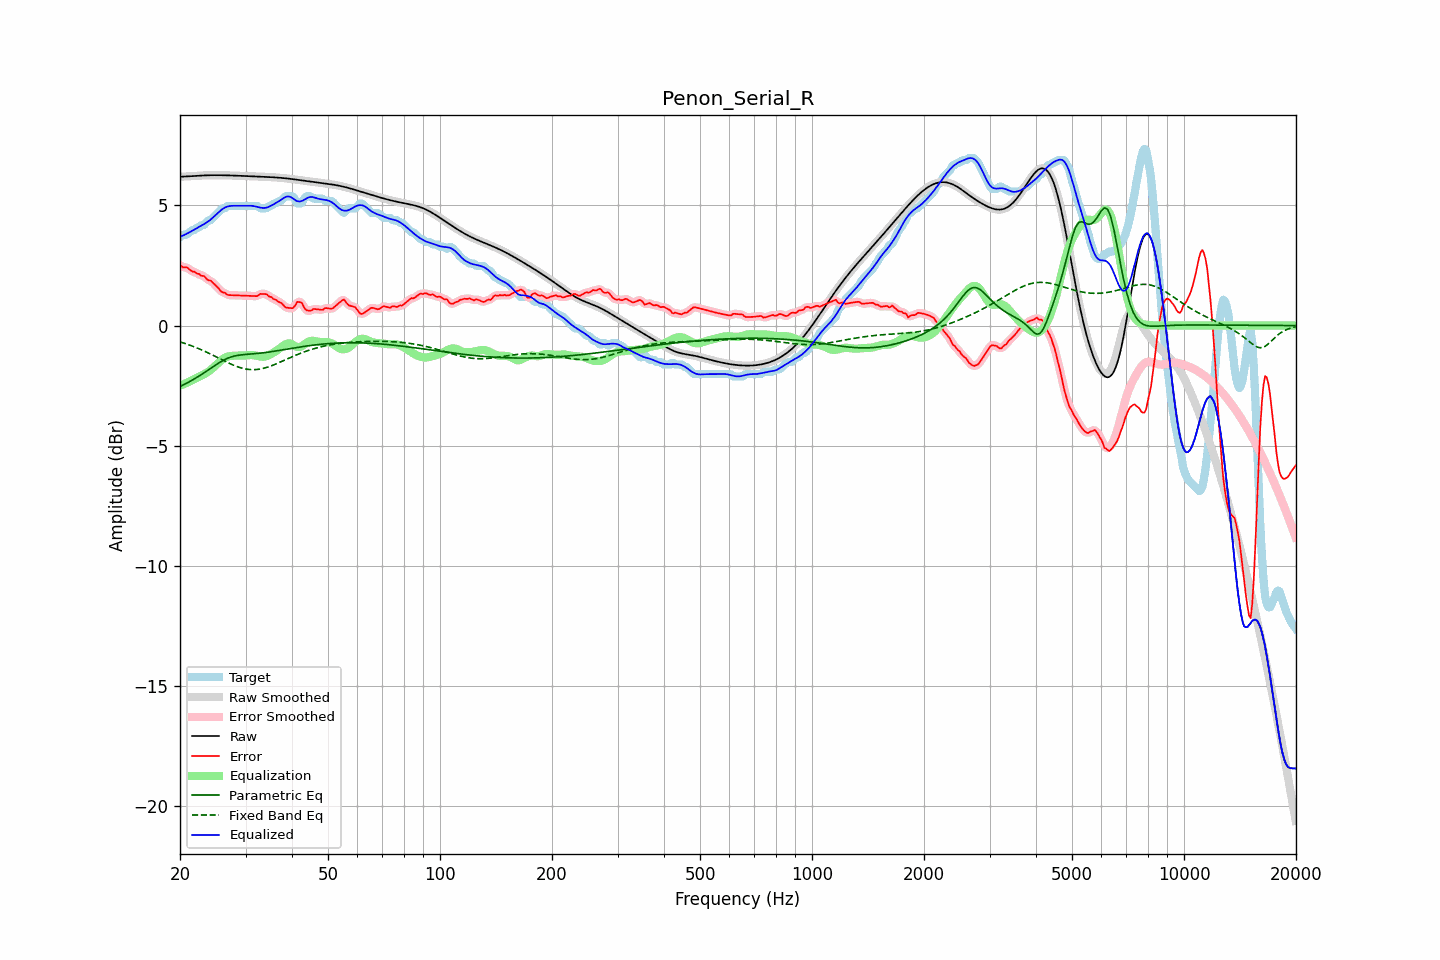 Penon_Serial_R
Amplitude (dBr)
5
0
−5
−10
−15
−20
Target
Raw Smoothed
Error Smoothed
Raw
Error
Equalization
Parametric Eq
Fixed Band Eq
Equalized
20 50 100 200 500 1000 2000 5000 10000 20000
Frequency (Hz)